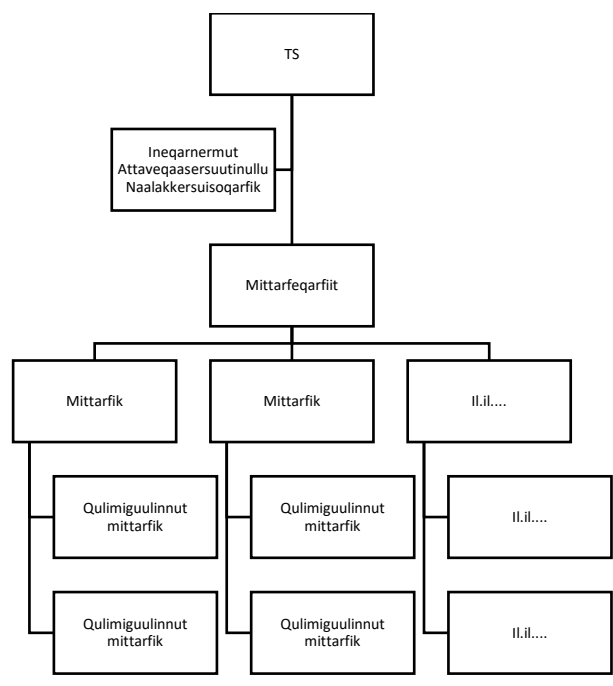 TS
Ineqarnermut
Attaveqaasersuutinullu
Naalakkersuisoqarfik
Mittarfeqarfiit
Mittarfik
Mittarfik
Il.il....
Qulimiguulinnut
mittarfik
Qulimiguulinnut
mittarfik
Il.il....
Qulimiguulinnut
mittarfik
Qulimiguulinnut
mittarfik
Il.il....